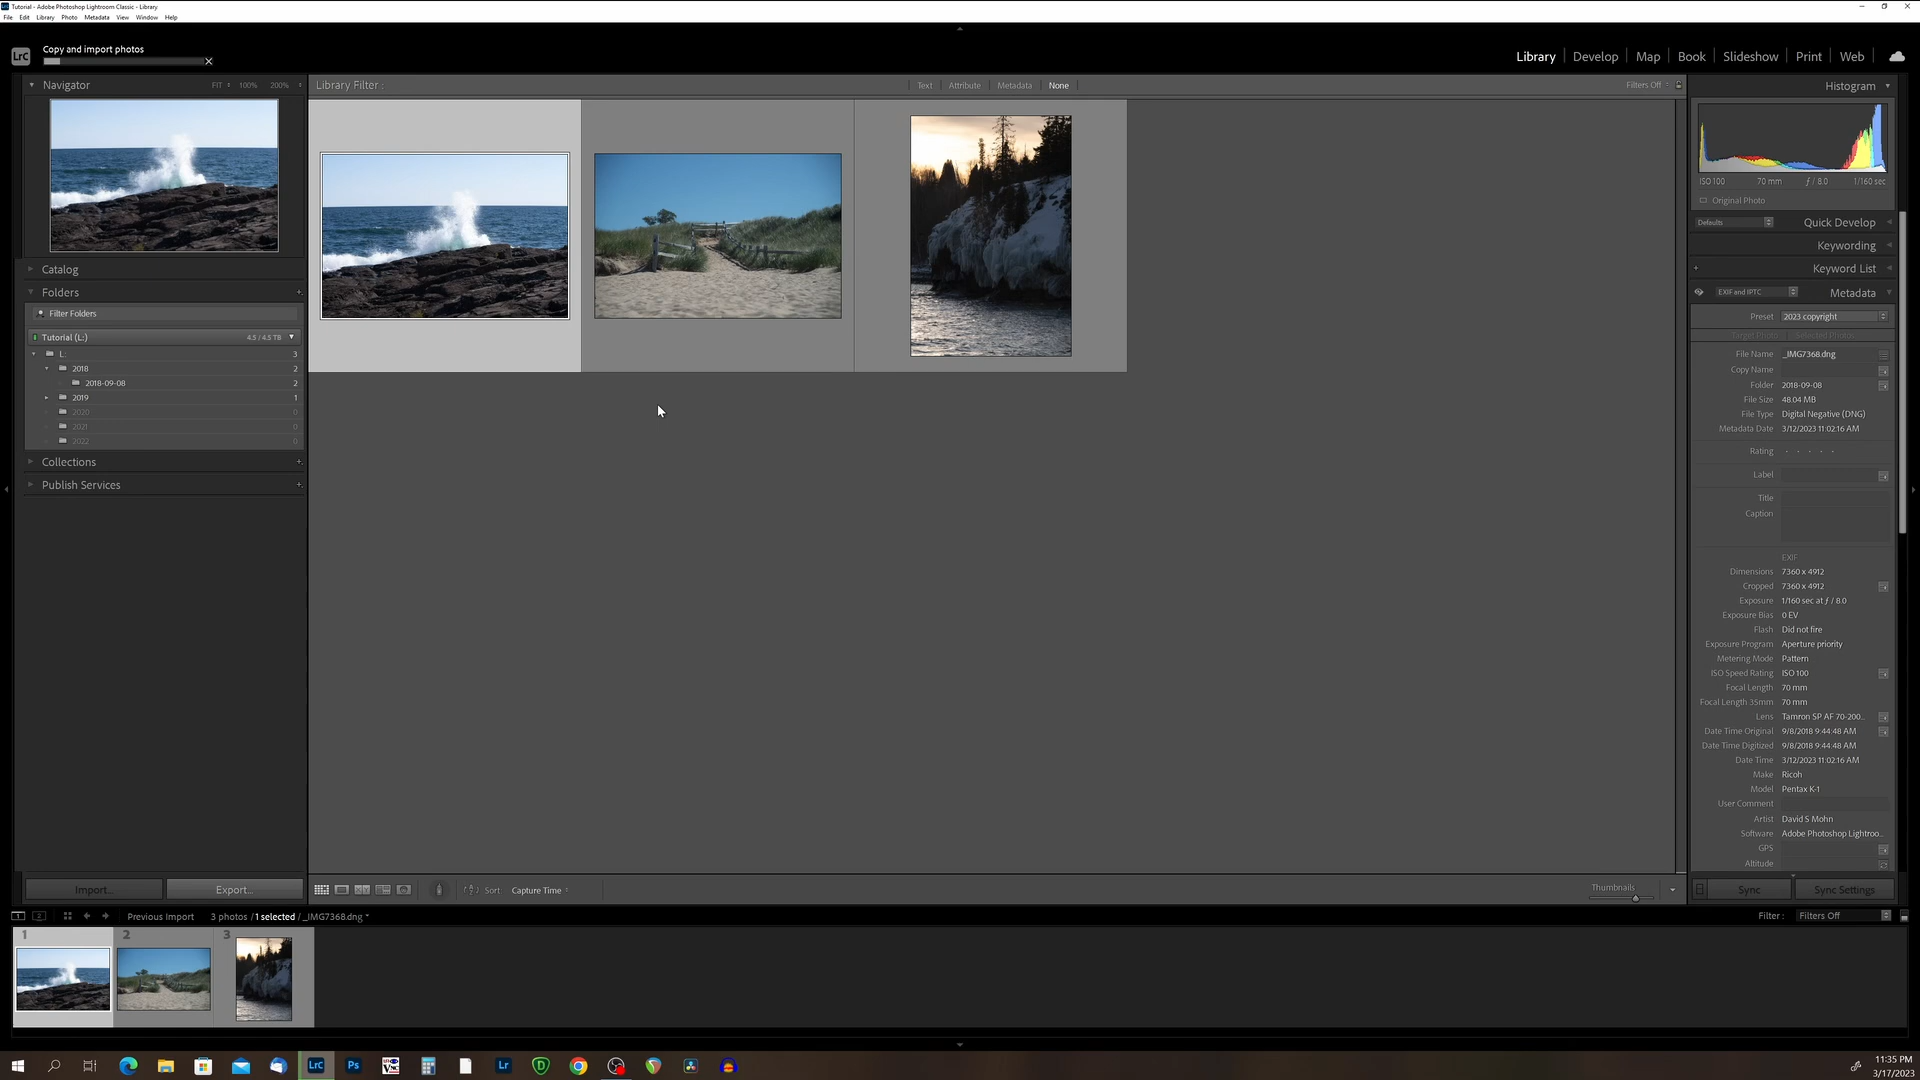 Tutorial - Adobe Photoshop Lightroom Classic - Library
File Edit Library Photo Metadata View Window Help
LrC
Copy and import photos
Library Develop Map Book Slideshow Print Web
Navigator FIT 100% 200%
Catalog
Folders
Filter Folders
Tutorial (L:) 4.5 / 4.5 TB
L: 3
2018 2
2018-09-08 2
2019 1
2020 0
2021 0
2022 0
Collections
Publish Services
Import... Export...
Library Filter : Text Attribute Metadata None Filters Off
Sort: Capture Time
Thumbnails
Histogram
ISO 100 70 mm ƒ / 8.0 1/160 sec
Original Photo
Defaults Quick Develop
Keywording
Keyword List
EXIF and IPTC Metadata
Preset 2023 copyright
Target Photo Selected Photos
File Name _IMG7368.dng
Copy Name
Folder 2018-09-08
File Size 48.04 MB
File Type Digital Negative (DNG)
Metadata Date 3/12/2023 11:02:16 AM
Rating
Label
Title
Caption
EXIF
Dimensions 7360 x 4912
Cropped 7360 x 4912
Exposure 1/160 sec at ƒ / 8.0
Exposure Bias 0 EV
Flash Did not fire
Exposure Program Aperture priority
Metering Mode Pattern
ISO Speed Rating ISO 100
Focal Length 70 mm
Focal Length 35mm 70 mm
Lens Tamron SP AF 70-200...
Date Time Original 9/8/2018 9:44:48 AM
Date Time Digitized 9/8/2018 9:44:48 AM
Date Time 3/12/2023 11:02:16 AM
Make Ricoh
Model Pentax K-1
User Comment
Artist David S Mohn
Software Adobe Photoshop Lightroo...
GPS
Altitude
Sync Sync Settings
1 2 Previous Import 3 photos / 1 selected / _IMG7368.dng Filter : Filters Off
1 2 3
LrC Ps VNC Lr D
11:35 PM
3/17/2023